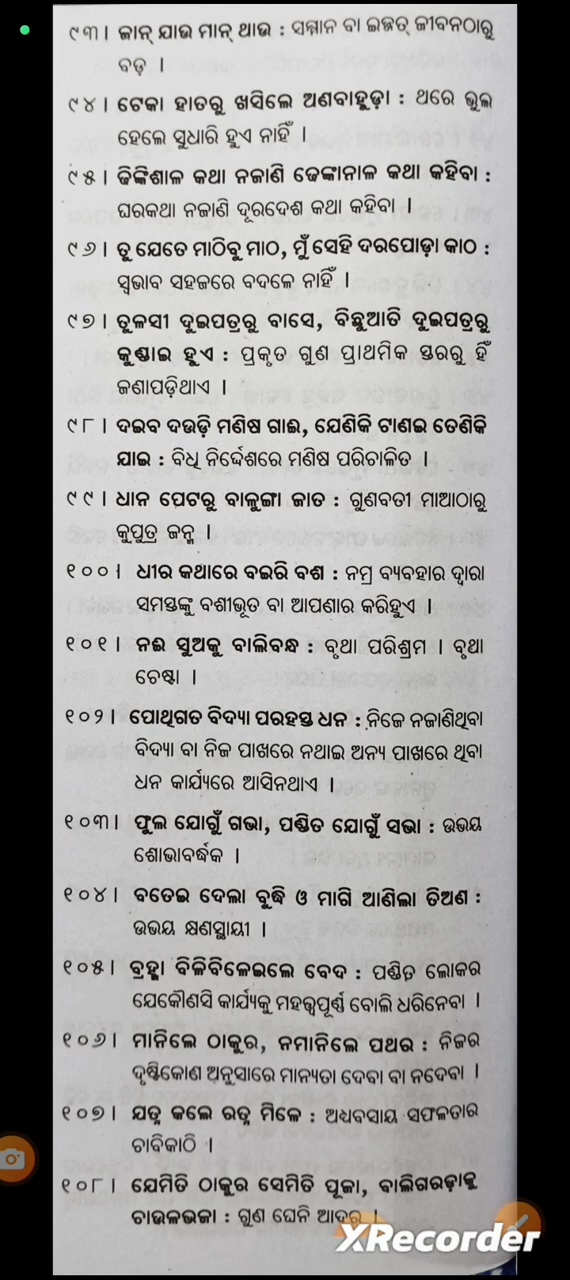 ୯୩। କାନ୍ ଯାଉ ମାନ୍ ଥାଉ : ସମ୍ମାନ ବା ଇଜ୍ଜତ୍ ଜୀବନଠାରୁ
ବଡ଼ ।
୯୪। ଟେକା ହାତରୁ ଖସିଲେ ଅଣବାହୁଡ଼ା : ଥରେ ଭୁଲ
ହେଲେ ସୁଧାରି ହୁଏ ନାହିଁ ।
୯୫। ଢିଙ୍କିଶାଳ କଥା ନଜାଣି ଢେଙ୍କାନାଳ କଥା କହିବା :
ଘରକଥା ନଜାଣି ଦୂରଦେଶ କଥା କହିବା ।
୯୬। ତୁ ଯେତେ ମାଠିବୁ ମାଠ, ମୁଁ ସେହି ଦରପୋଡ଼ା କାଠ :
ସ୍ୱଭାବ ସହଜରେ ବଦଳେ ନାହିଁ ।
୯୭। ତୁଳସୀ ଦୁଇପତ୍ରରୁ ବାସେ, ବିଛୁଆତି ଦୁଇପତ୍ରରୁ
କୁଣ୍ଡାଇ ହୁଏ : ପ୍ରକୃତ ଗୁଣ ପ୍ରାଥମିକ ସ୍ତରରୁ ହିଁ
ଜଣାପଡ଼ିଥାଏ ।
୯୮। ଦଇବ ଦଉଡ଼ି ମଣିଷ ଗାଈ, ଯେଣିକି ଟାଣଇ ତେଣିକି
ଯାଇ : ବିଧି ନିର୍ଦ୍ଦେଶରେ ମଣିଷ ପରିଚାଳିତ ।
୯୯। ଧାନ ପେଟରୁ ବାଳୁଙ୍ଗା ଜାତ : ଗୁଣବତୀ ମାଆଠାରୁ
କୁପୁତ୍ର ଜନ୍ମ ।
୧୦୦। ଧୀର କଥାରେ ବଇରି ବଶ : ନମ୍ର ବ୍ୟବହାର ଦ୍ୱାରା
ସମସ୍ତଙ୍କୁ ବଶୀଭୂତ ବା ଆପଣାର କରିହୁଏ ।
୧୦୧। ନଈ ସୁଅକୁ ବାଲିବନ୍ଧ : ବୃଥା ପରିଶ୍ରମ । ବୃଥା
ଚେଷ୍ଟା ।
୧୦୨। ପୋଥିଗତ ବିଦ୍ୟା ପରହସ୍ତ ଧନ : ନିଜେ ନଜାଣିଥିବା
ବିଦ୍ୟା ବା ନିଜ ପାଖରେ ନଥାଇ ଅନ୍ୟ ପାଖରେ ଥିବା
ଧନ କାର୍ଯ୍ୟରେ ଆସିନଥାଏ ।
୧୦୩। ଫୁଲ ଯୋଗୁଁ ଗଭା, ପଣ୍ଡିତ ଯୋଗୁଁ ସଭା : ଉଭୟ
ଶୋଭାବର୍ଦ୍ଧକ ।
୧୦୪। ବତେଇ ଦେଲା ବୁଦ୍ଧି ଓ ମାଗି ଆଣିଲା ତିଅଣ :
ଉଭୟ କ୍ଷଣସ୍ଥାୟୀ ।
୧୦୫। ବ୍ରହ୍ମା ବିଳିବିଳେଇଲେ ବେଦ : ପଣ୍ଡିତ ଲୋକର
ଯେକୌଣସି କାର୍ଯ୍ୟକୁ ମହତ୍ତ୍ୱପୂର୍ଣ୍ଣ ବୋଲି ଧରିନେବା ।
୧୦୬। ମାନିଲେ ଠାକୁର, ନମାନିଲେ ପଥର : ନିଜର
ଦୃଷ୍ଟିକୋଣ ଅନୁସାରେ ମାନ୍ୟତା ଦେବା ବା ନଦେବା ।
୧୦୭। ଯତ୍ନ କଲେ ରତ୍ନ ମିଳେ : ଅଧ୍ୟବସାୟ ସଫଳତାର
ଚାବିକାଠି ।
୧୦୮। ଯେମିତି ଠାକୁର ସେମିତି ପୂଜା, ବାଲିଗରଡ଼ାକୁ
ଚାଉଳଭଜା : ଗୁଣ ଘେନି ଆଦର ।
XRecorder